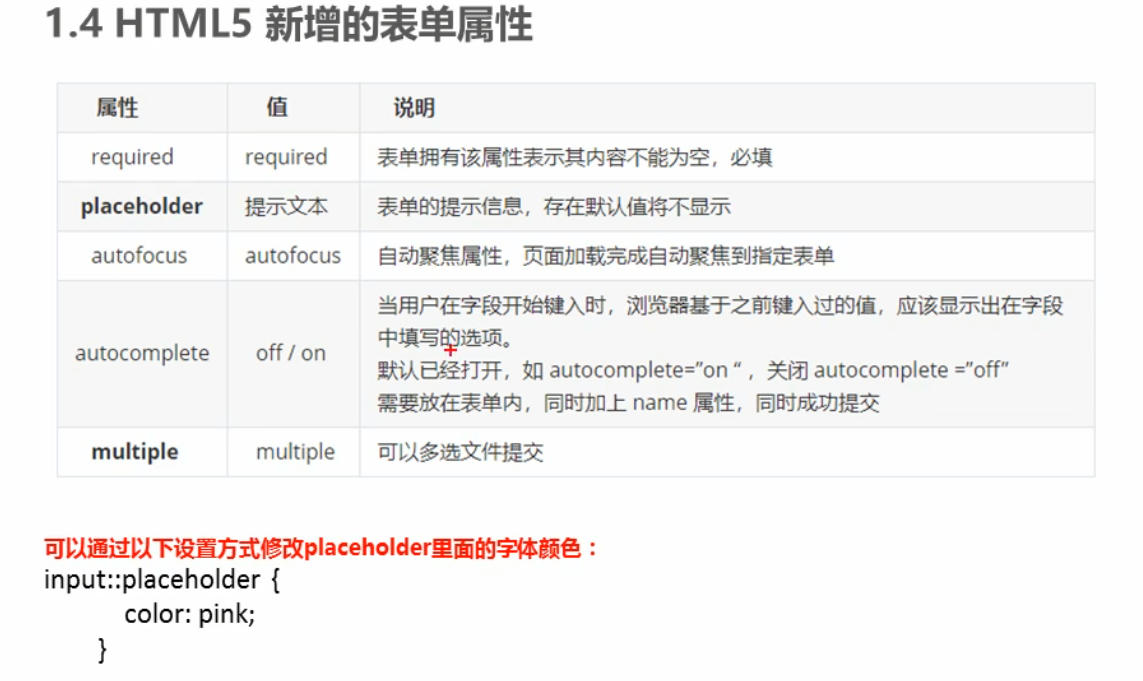 1.4 HTML5 新增的表单属性
属性 值 说明
required required 表单拥有该属性表示其内容不能为空，必填
placeholder 提示文本 表单的提示信息，存在默认值将不显示
autofocus autofocus 自动聚焦属性，页面加载完成自动聚焦到指定表单
autocomplete off / on 当用户在字段开始键入时，浏览器基于之前键入过的值，应该显示出在字段
中填写的选项。
默认已经打开，如 autocomplete=”on “ ，关闭 autocomplete =”off”
需要放在表单内，同时加上 name 属性，同时成功提交
multiple multiple 可以多选文件提交
可以通过以下设置方式修改placeholder里面的字体颜色：
input::placeholder {
color: pink;
}